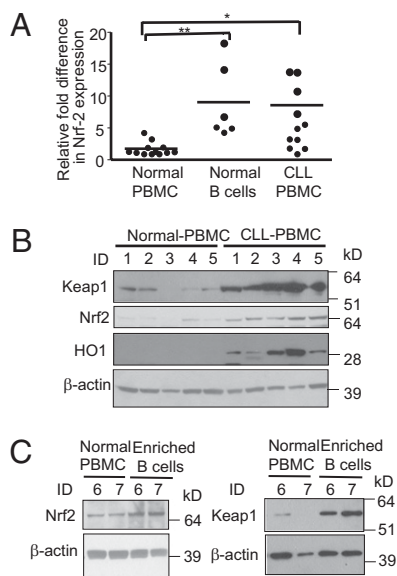 A
*
**
Relative fold difference
in Nrf-2 expression
20
15
10
5
0
Normal PBMC
Normal B cells
CLL PBMC
B
Normal-PBMC CLL-PBMC
ID 1 2 3 4 5 1 2 3 4 5 kD
Keap1 64
51
Nrf2 64
HO1 28
β-actin 39
C
Normal PBMC Enriched B cells
ID 6 7 6 7 kD
Nrf2 64
β-actin 39
Normal PBMC Enriched B cells
ID 6 7 6 7 kD
Keap1 64
51
β-actin 39